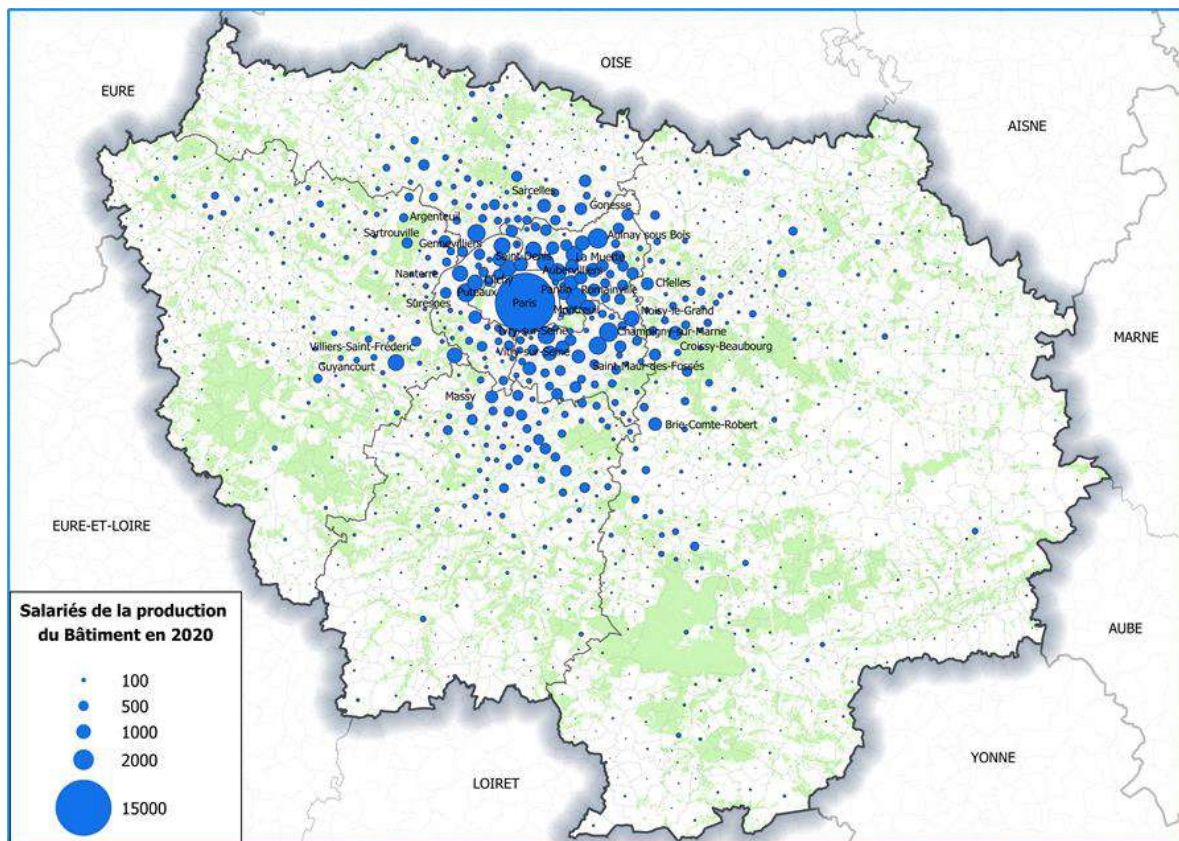 OISE
EURE
AISNE
Sarcelles
Gonesse
Argenteuil
Sartrouville
Aulnay sous Bois
Gennevilliers
Saint-Denis
La Muette
Aubervilliers
Nanterre
Clichy
Chelles
Puteaux
Pantin
Romainville
Suresnes
Paris
Montreuil
Noisy-le-Grand
Ivry-sur-Seine
Champigny-sur-Marne
MARNE
Villiers-Saint-Fréderic
Vitry-sur-Seine
Croissy-Beaubourg
Guyancourt
Saint-Maur-des-Fossés
Massy
Brie-Comte-Robert
EURE-ET-LOIRE
Salariés de la production
du Bâtiment en 2020
100
500
1000
2000
15000
AUBE
YONNE
LOIRET